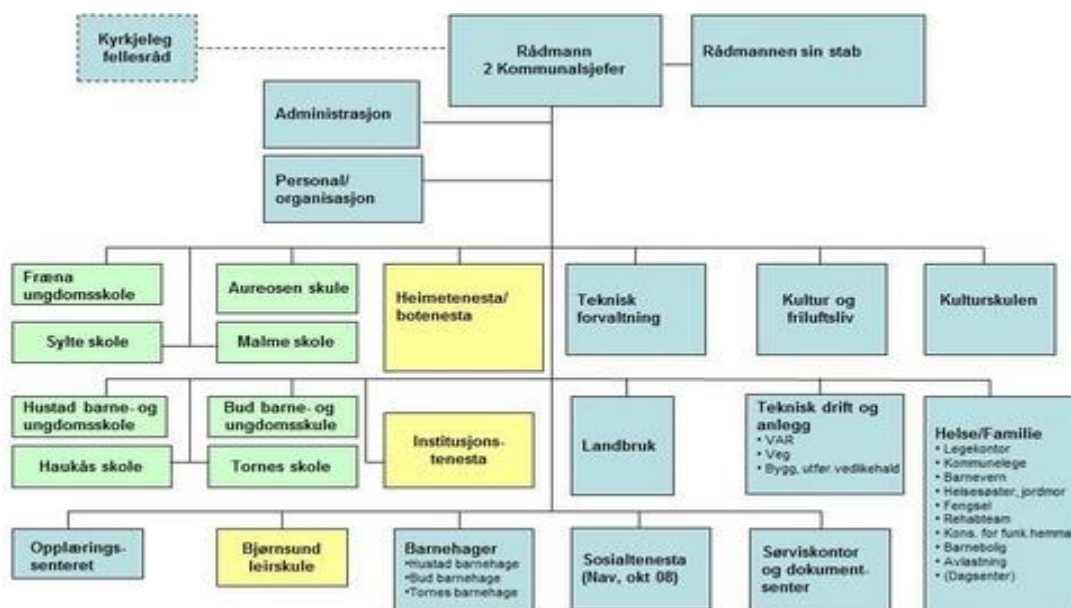 Kyrkjeleg
fellesråd
Rådmann
2 Kommunalsjefer
Rådmannen sin stab
Administrasjon
Personal/
organisasjon
Fræna
ungdomsskole
Aureosen skule
Heimetenesta/
botenesta
Teknisk
forvaltning
Kultur og
friluftsliv
Kulturskulen
Sylte skole
Malme skole
Hustad barne- og
ungdomsskole
Bud barne- og
ungdomsskule
Institusjons-
tenesta
Landbruk
Teknisk drift og
anlegg
• VAR
• Veg
• Bygg, utfør. vedlikehald
Helse/Familie
• Legekontor
• Kommunelege
• Barnevern
• Helsesøster, jordmor
• Fengsel
• Rehabteam
• Kons. for funk.hemma
• Barnebolig
• Avlastning
• (Dagsenter)
Haukås skole
Tornes skole
Opplærings-
senteret
Bjørnsund
leirskule
Barnehager
• Hustad barnehage
• Bud barnehage
• Tornes barnehage
Sosialtenesta
(Nav, okt 08)
Sørviskontor
og dokument-
senter